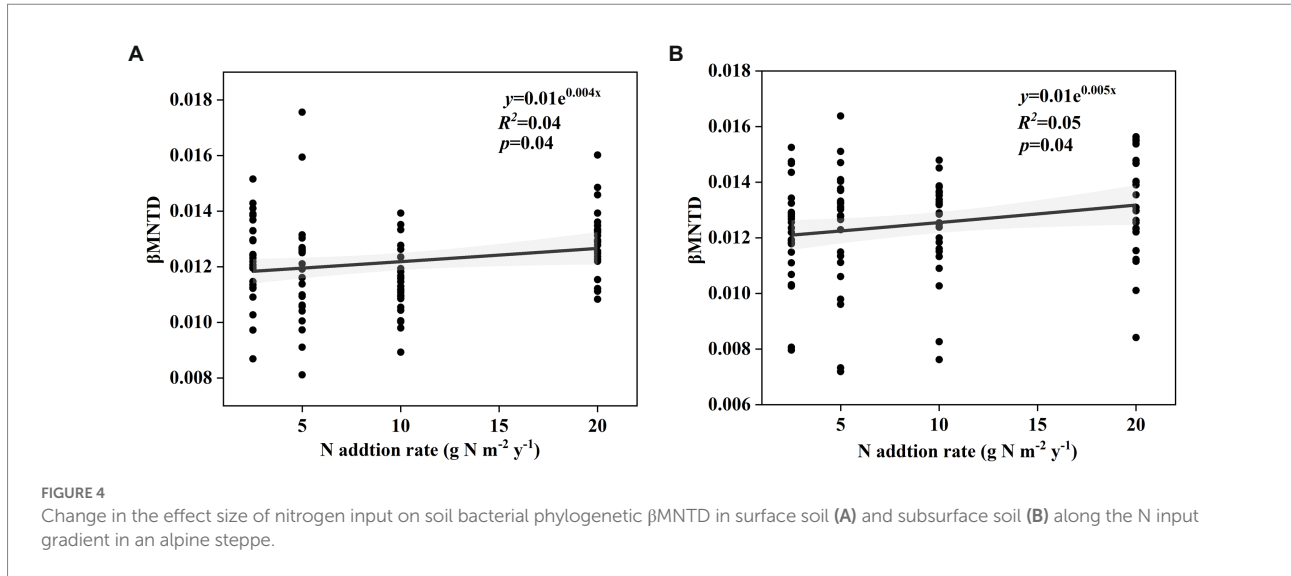 A
βMNTD
0.018
0.016
0.014
0.012
0.010
0.008
y=0.01e^0.004x
R²=0.04
p=0.04
5 10 15 20
N addtion rate (g N m⁻² y⁻¹)
B
βMNTD
0.018
0.016
0.014
0.012
0.010
0.008
0.006
y=0.01e^0.005x
R²=0.05
p=0.04
5 10 15 20
N addtion rate (g N m⁻² y⁻¹)
FIGURE 4
Change in the effect size of nitrogen input on soil bacterial phylogenetic βMNTD in surface soil (A) and subsurface soil (B) along the N input
gradient in an alpine steppe.